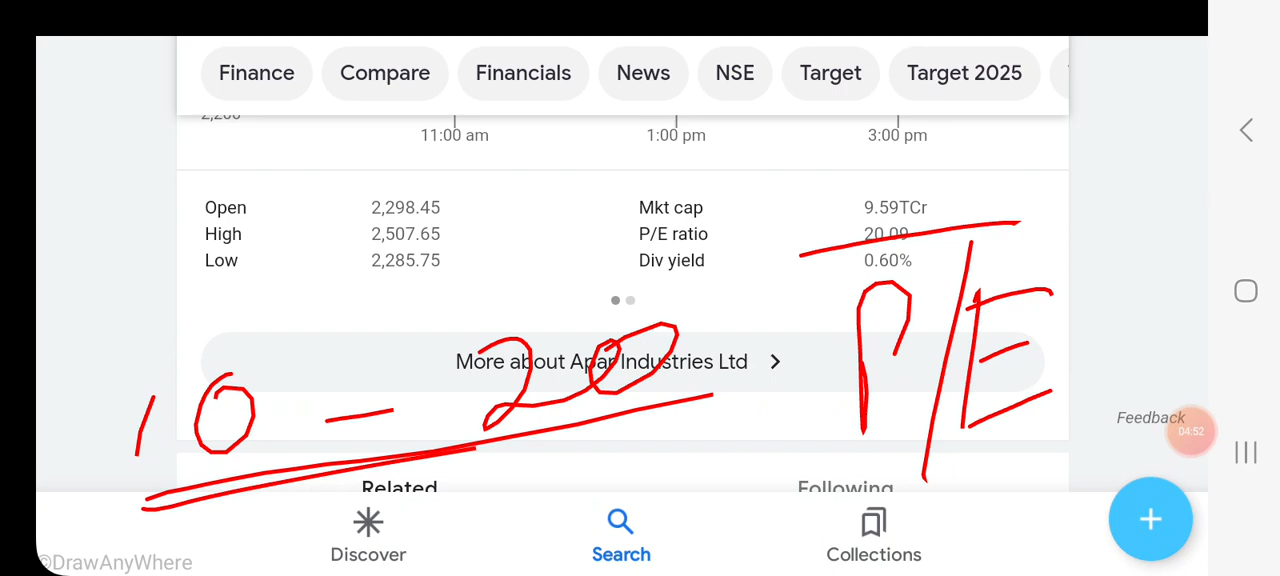 Finance Compare Financials News NSE Target Target 2025
2,200
11:00 am 1:00 pm 3:00 pm
Open 2,298.45 Mkt cap 9.59TCr
High 2,507.65 P/E ratio 20.09
Low 2,285.75 Div yield 0.60%
P/E
More about Apar Industries Ltd
10 - 20
Feedback
04:52
Related Following
Discover Search Collections
©DrawAnyWhere